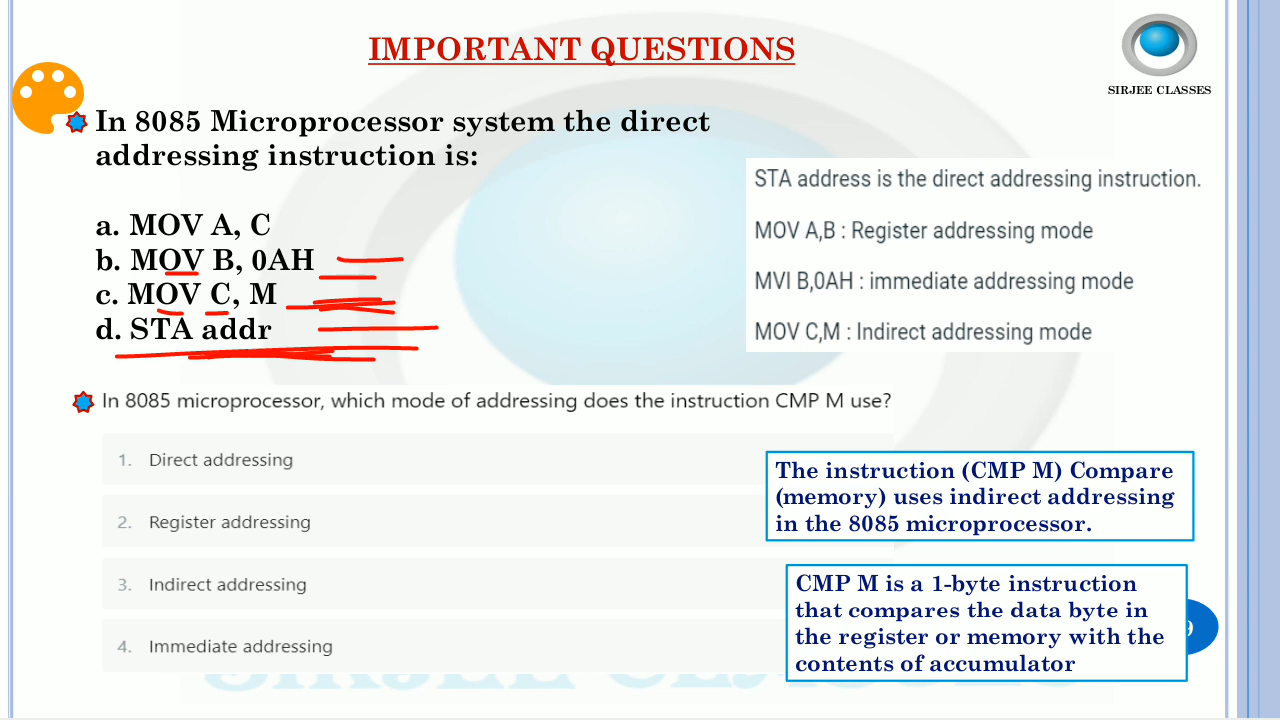 IMPORTANT QUESTIONS
SIRJEE CLASSES
In 8085 Microprocessor system the direct
addressing instruction is:
a. MOV A, C
b. MOV B, 0AH
c. MOV C, M
d. STA addr
STA address is the direct addressing instruction.
MOV A,B : Register addressing mode
MVI B,0AH : immediate addressing mode
MOV C,M : Indirect addressing mode
In 8085 microprocessor, which mode of addressing does the instruction CMP M use?
1. Direct addressing
2. Register addressing
3. Indirect addressing
4. Immediate addressing
The instruction (CMP M) Compare
(memory) uses indirect addressing
in the 8085 microprocessor.
CMP M is a 1-byte instruction
that compares the data byte in
the register or memory with the
contents of accumulator